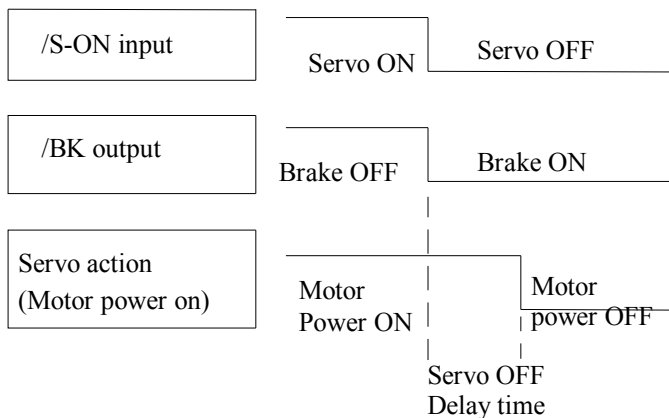 /S-ON input
Servo ON
Servo OFF
/BK output
Brake OFF
Brake ON
Servo action
(Motor power on)
Motor
Power ON
Motor
power OFF
Servo OFF
Delay time